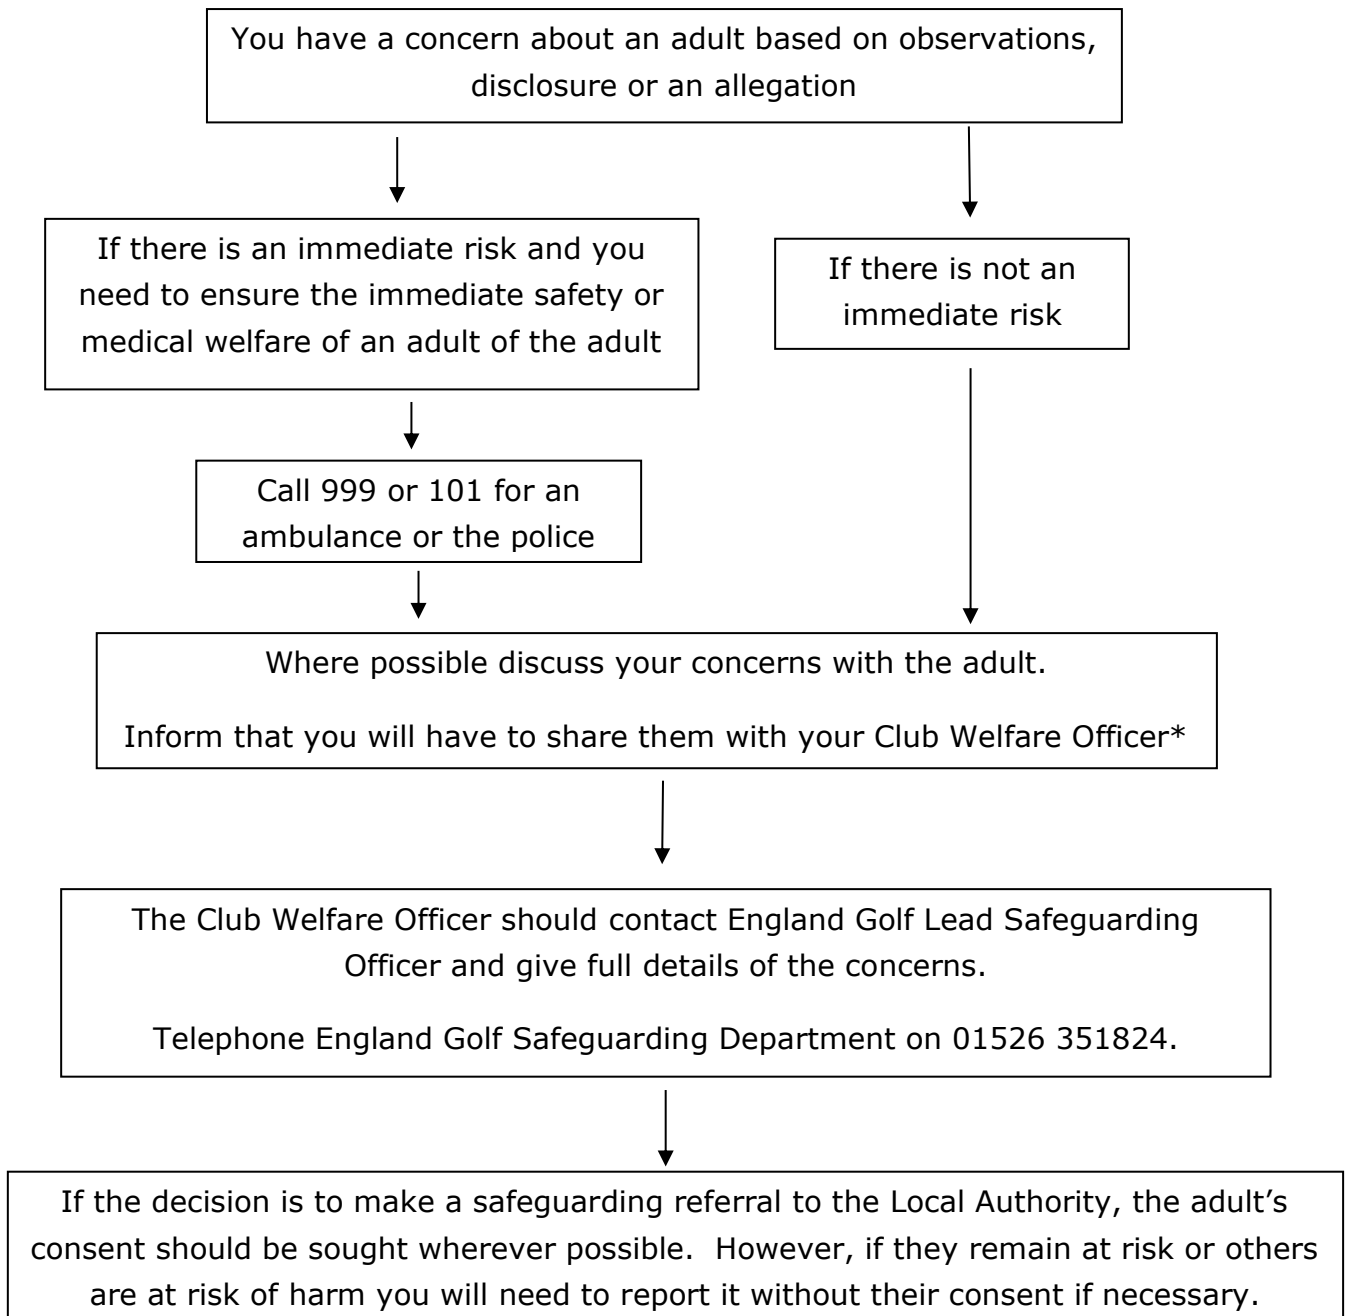 You have a concern about an adult based on observations,
disclosure or an allegation
If there is an immediate risk and you
need to ensure the immediate safety or
medical welfare of an adult of the adult
If there is not an
immediate risk
Call 999 or 101 for an
ambulance or the police
Where possible discuss your concerns with the adult.
Inform that you will have to share them with your Club Welfare Officer*
The Club Welfare Officer should contact England Golf Lead Safeguarding
Officer and give full details of the concerns.
Telephone England Golf Safeguarding Department on 01526 351824.
If the decision is to make a safeguarding referral to the Local Authority, the adult’s
consent should be sought wherever possible.  However, if they remain at risk or others
are at risk of harm you will need to report it without their consent if necessary.